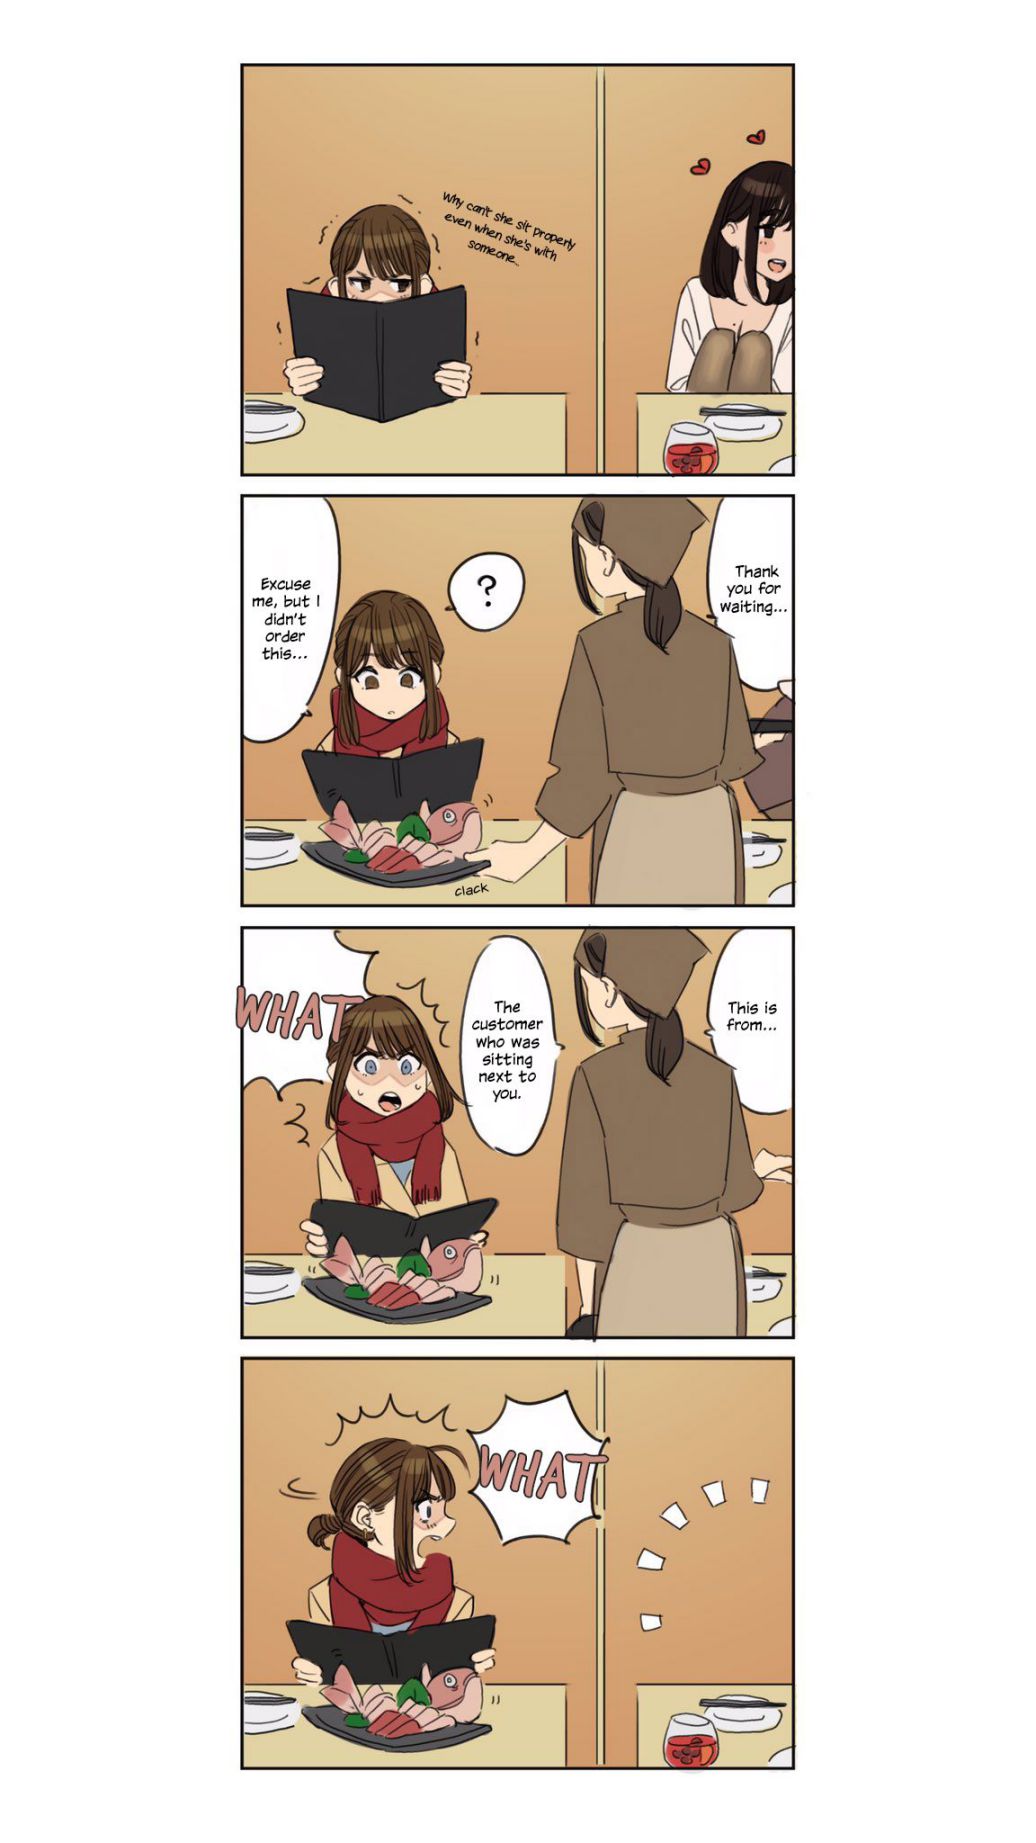 Why can't she sit properly
even when she's with
someone...
Excuse
me, but I
didn't
order
this...
?
Thank
you for
waiting...
clack
WHAT
The
customer
who was
sitting
next to
you.
This is
from...
WHAT